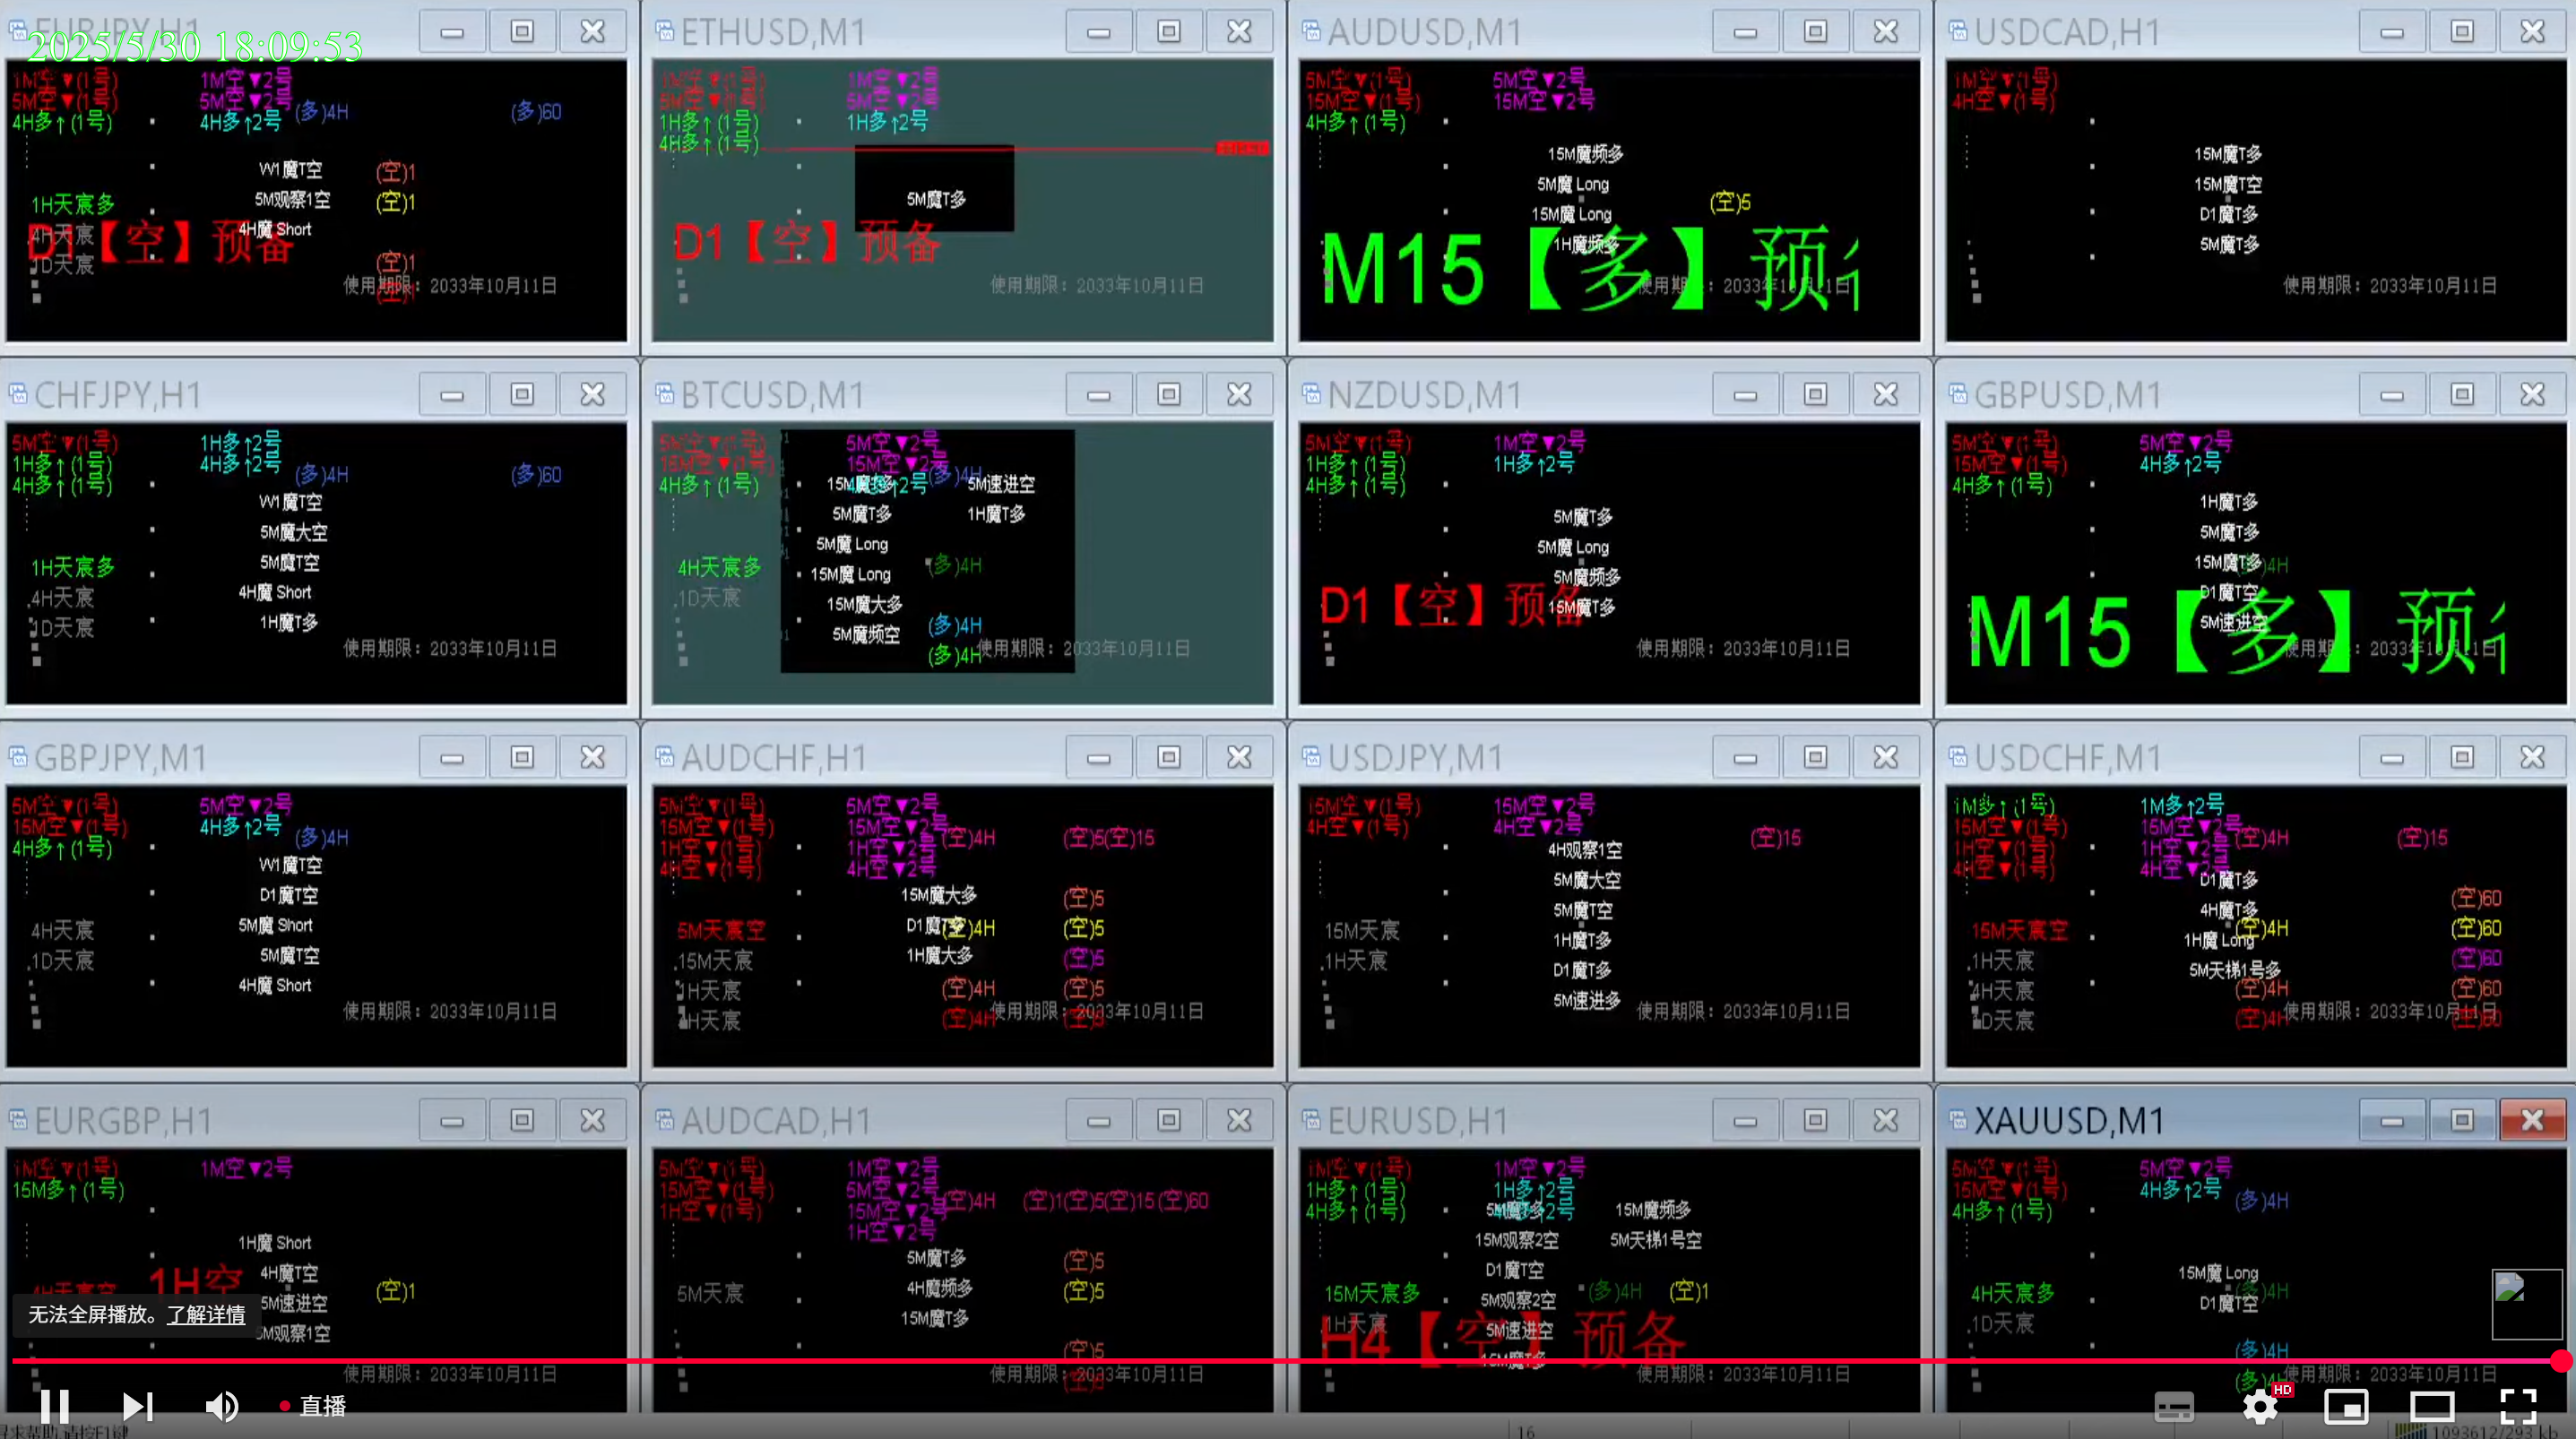 2025/5/30 18:09:53
EURJPY,H1
1M空▼(1号)
1M空▼2号
5M空▼(1号)
5M空▼2号
(多)4H
(多)60
4H多↑(1号)
4H多↑2号
W1魔T空
(空)1
5M观察1空
(空)1
1H天宸多
4H魔 Short
4H天宸
D1【空】预备
1D天宸
(空)1
使用期限：2033年10月11日
ETHUSD,M1
1M空▼(1号)
1M空▼2号
5M空▼(1号)
5M空▼2号
1H多↑(1号)
1H多↑2号
4H多↑(1号)
5M魔T多
D1【空】预备
使用期限：2033年10月11日
AUDUSD,M1
5M空▼(1号)
5M空▼2号
15M空▼(1号)
15M空▼2号
4H多↑(1号)
15M魔频多
5M魔 Long
(空)5
15M魔 Long
1H魔频多
M15【多】预
使用期限：2033年10月11日
USDCAD,H1
1M空▼(1号)
4H空▼(1号)
15M魔T多
15M魔T空
D1魔T多
5M魔T多
使用期限：2033年10月11日
CHFJPY,H1
5M空▼(1号)
1H多↑2号
1H多↑(1号)
4H多↑2号
(多)4H
(多)60
4H多↑(1号)
W1魔T空
5M魔大空
5M魔T空
1H天宸多
4H魔 Short
4H天宸
1H魔T多
1D天宸
使用期限：2033年10月11日
BTCUSD,M1
5M空▼(1号)
5M空▼2号
15M空▼(1号)
15M空▼2号
(多)4H
4H多↑(1号)
4H多↑2号
5M速进空
5M魔T多
1H魔T多
5M魔 Long
4H天宸多
(多)4H
15M魔 Long
1D天宸
15M魔大多
5M魔频空
(多)4H
(多)4H
使用期限：2033年10月11日
NZDUSD,M1
5M空▼(1号)
1M空▼2号
1H多↑(1号)
1H多↑2号
4H多↑(1号)
5M魔T多
5M魔 Long
5M魔频多
15M魔T多
D1【空】预备
使用期限：2033年10月11日
GBPUSD,M1
5M空▼(1号)
5M空▼2号
15M空▼(1号)
4H多↑2号
4H多↑(1号)
1H魔T多
5M魔T多
15M魔T多
(多)4H
D1魔T空
5M速进空
M15【多】预
使用期限：2033年10月11日
GBPJPY,M1
5M空▼(1号)
5M空▼2号
15M空▼(1号)
4H多↑2号
(多)4H
4H多↑(1号)
W1魔T空
D1魔T空
5M魔 Short
4H天宸
5M魔T空
1D天宸
4H魔 Short
使用期限：2033年10月11日
AUDCHF,H1
5M空▼(1号)
5M空▼2号
15M空▼(1号)
15M空▼2号
(空)4H
(空)5(空)15
1H空▼(1号)
1H空▼2号
4H空▼(1号)
4H空▼2号
15M魔大多
(空)5
D1魔T多
(空)4H
(空)5
5M天宸空
1H魔大多
(空)5
15M天宸
(空)4H
(空)5
1H天宸
(空)4H
4H天宸
使用期限：2033年10月11日
USDJPY,M1
15M空▼(1号)
15M空▼2号
4H空▼(1号)
4H空▼2号
(空)15
4H观察1空
5M魔大空
5M魔T空
15M天宸
1H魔T多
1H天宸
D1魔T多
5M速进多
使用期限：2033年10月11日
USDCHF,M1
1M多↑(1号)
1M多↑2号
15M空▼(1号)
15M空▼2号
(空)4H
(空)15
1H空▼(1号)
1H空▼2号
4H空▼(1号)
4H空▼2号
D1魔T多
(空)60
4H魔T多
(空)4H
(空)60
15M天宸空
1H魔 Long
(空)60
1H天宸
5M天梯1号多
(空)4H
(空)60
4H天宸
(空)4H
(空)60
1D天宸
使用期限：2033年10月11日
EURGBP,H1
1M空▼(1号)
1M空▼2号
15M多↑(1号)
1H魔 Short
1H空
4H魔T空
4H天宸空
(空)1
5M速进空
5M观察1空
使用期限：2033年10月11日
AUDCAD,H1
5M空▼(1号)
1M空▼2号
15M空▼(1号)
5M空▼2号
(空)4H
(空)1(空)5(空)15(空)60
1H空▼(1号)
15M空▼2号
1H空▼2号
5M魔T多
(空)5
4H魔频多
(空)5
5M天宸
15M魔T多
(空)5
使用期限：2033年10月11日
EURUSD,H1
1M空▼(1号)
1M空▼2号
1H多↑(1号)
1H多↑2号
4H多↑(1号)
15M魔频多
15M观察2空
5M天梯1号空
D1魔T空
15M天宸多
(多)4H
(空)1
5M观察2空
1H天宸
5M速进空
H4【空】预备
使用期限：2033年10月11日
XAUUSD,M1
5M空▼(1号)
5M空▼2号
15M空▼(1号)
4H多↑2号
(多)4H
4H多↑(1号)
15M魔 Long
4H天宸多
D1魔T空
(多)4H
1D天宸
(多)4H
使用期限：2033年10月11日
无法全屏播放。了解详情
直播
HD
16
1093612/293 kb